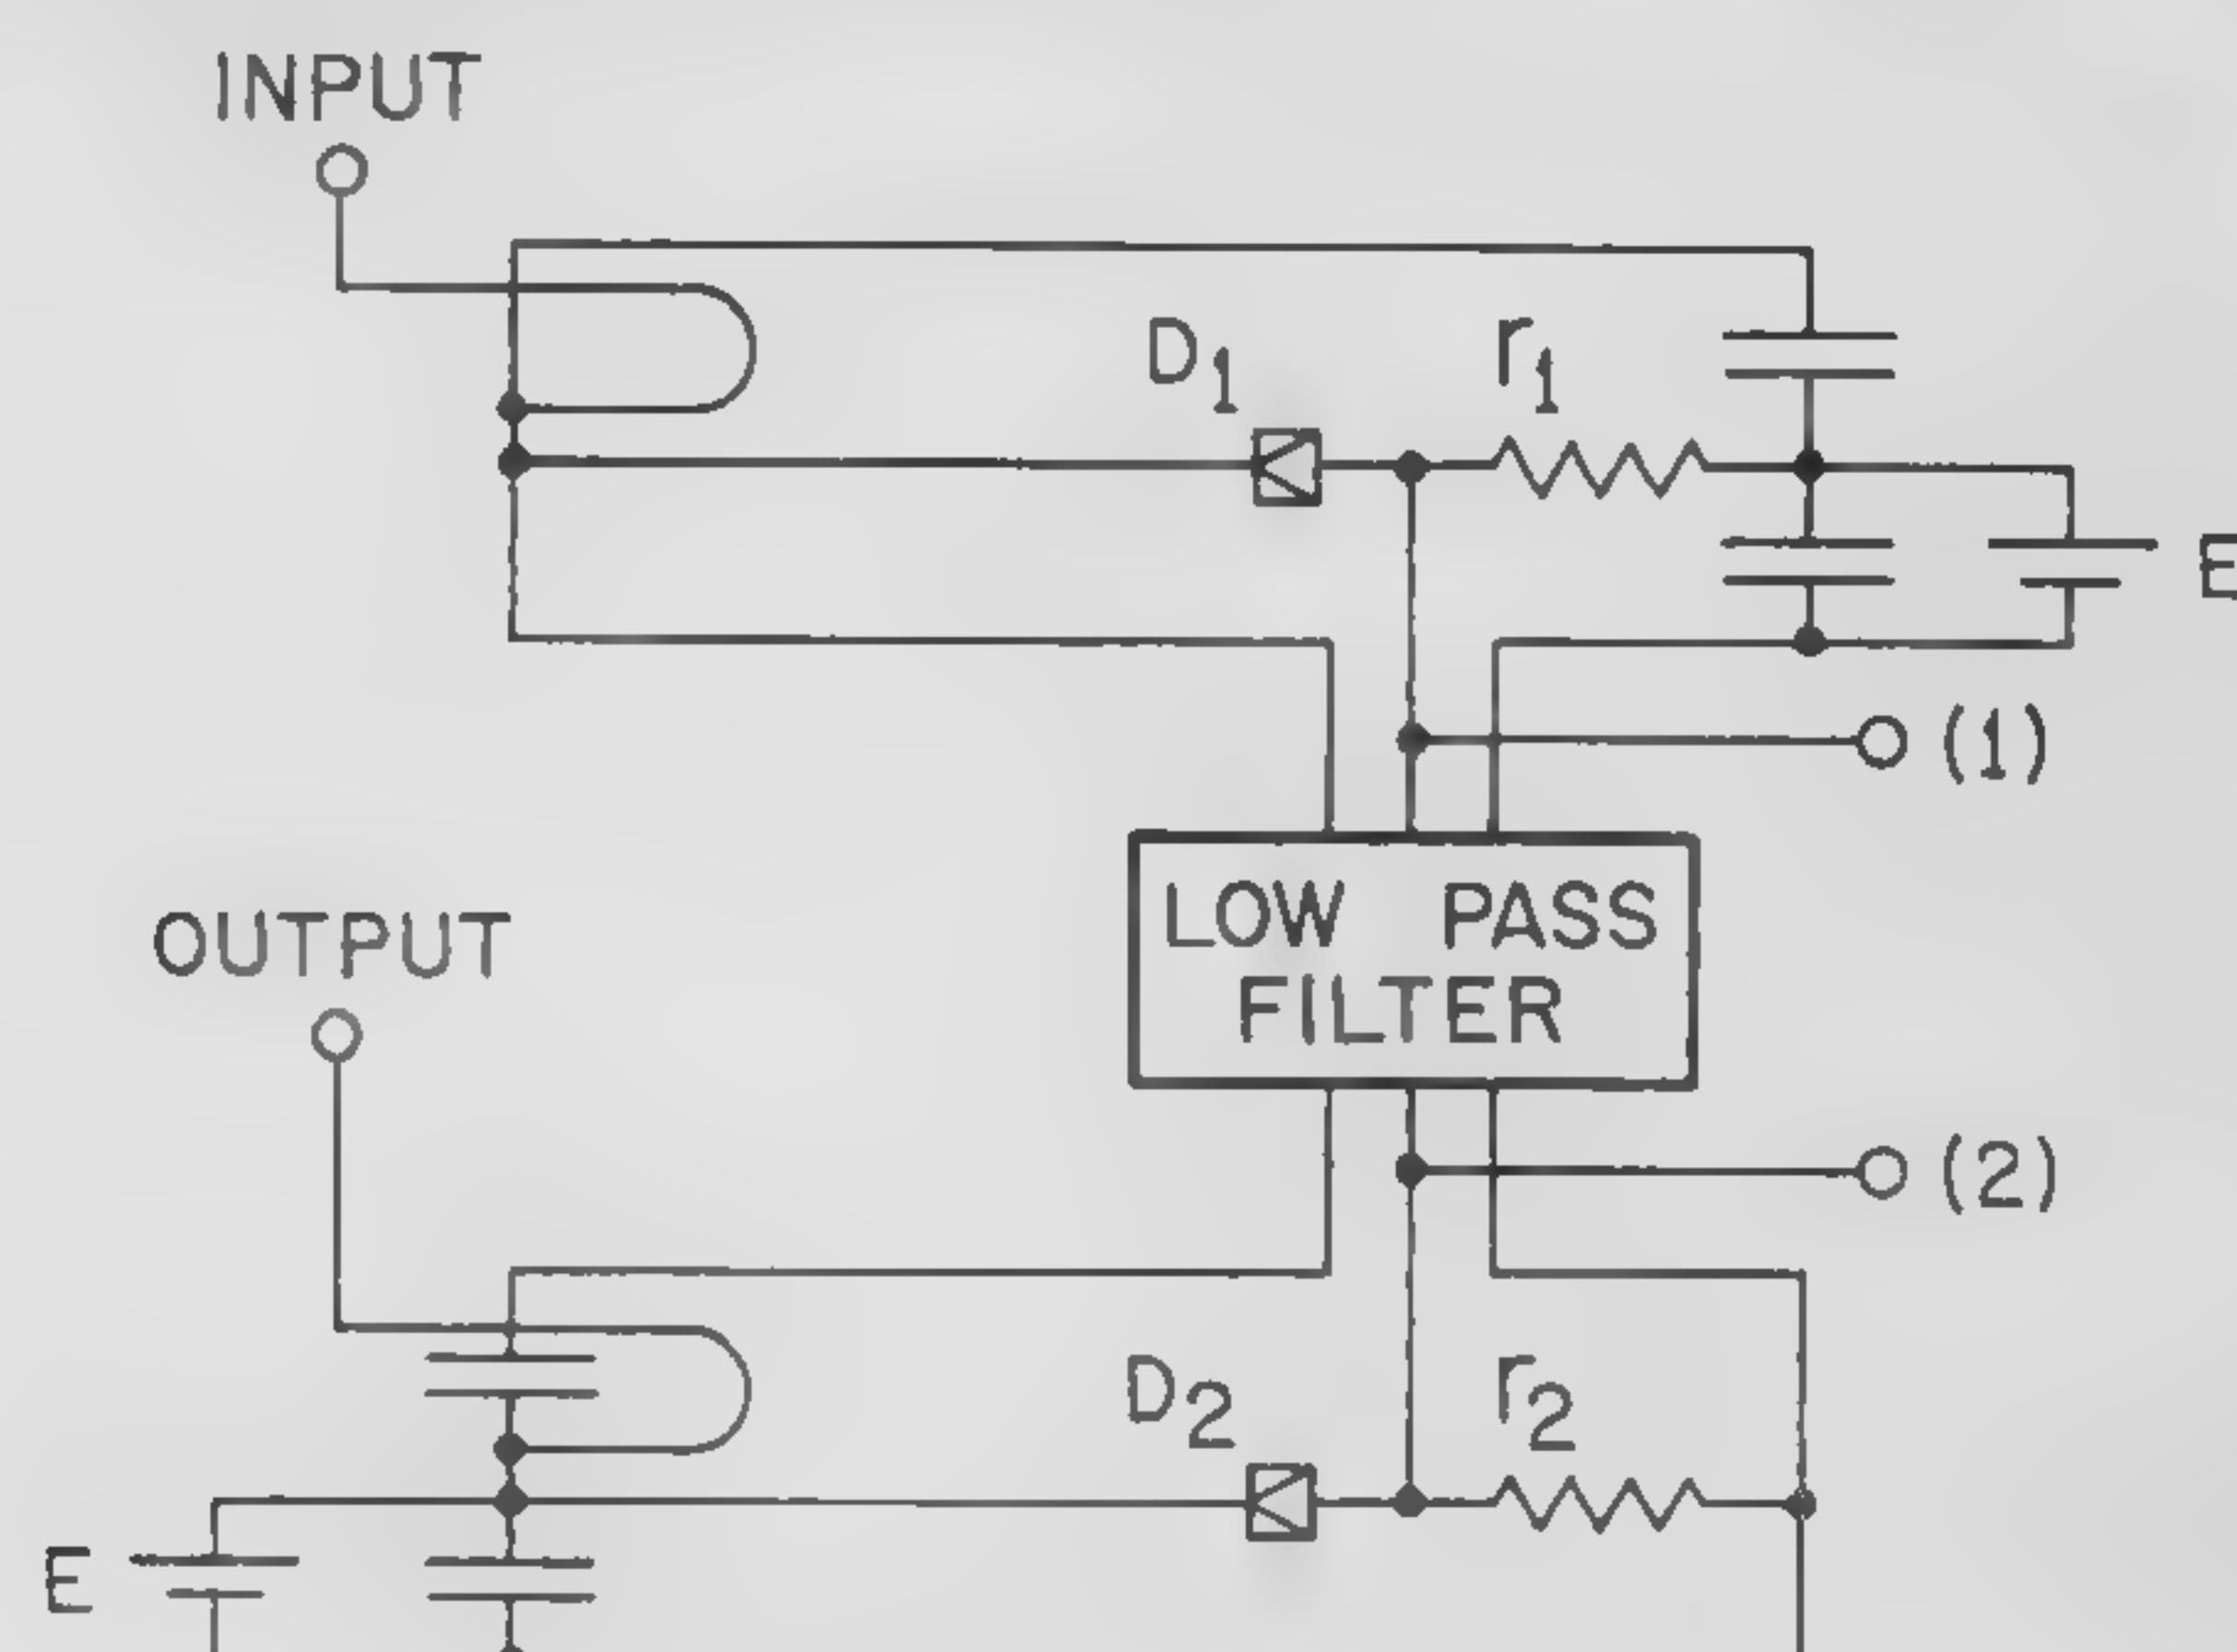 INPUT
D1
r1
E
(1)
LOW PASS
FILTER
OUTPUT
(2)
D2
r2
E